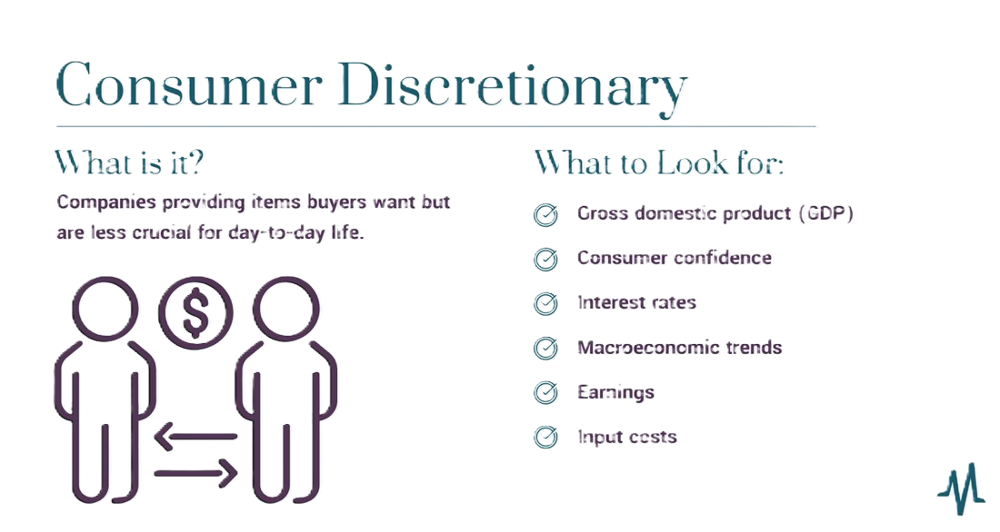 Consumer Discretionary
What is it?
Companies providing items buyers want but
are less crucial for day-to-day life.
$
What to Look for:
Gross domestic product (GDP)
Consumer confidence
Interest rates
Macroeconomic trends
Earnings
Input costs